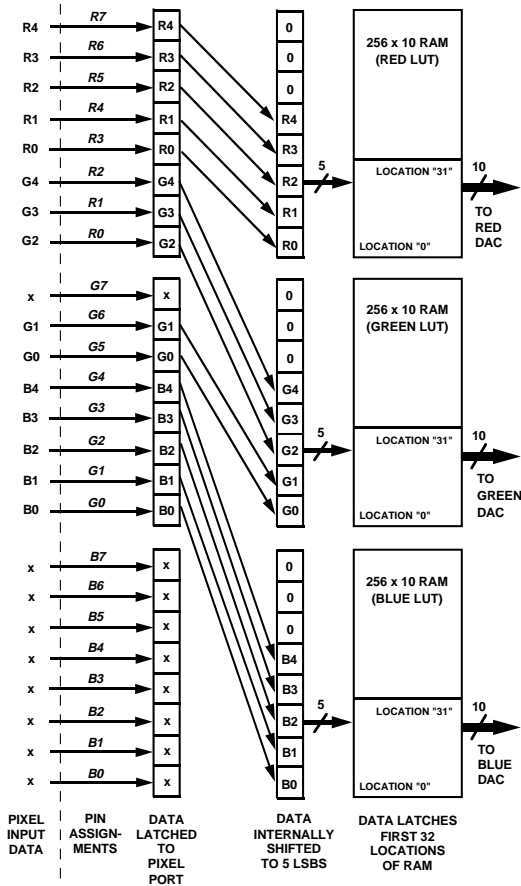 R4 R7 R4 0 256 x 10 RAM
R3 R6 R3 0 (RED LUT)
R2 R5 R2 0
R1 R4 R1 R4
R0 R3 R0 R3 5 LOCATION "31" 10
G4 R2 G4 R2 TO
G3 R1 G3 R1 RED
G2 R0 G2 R0 LOCATION "0" DAC
x G7 x 0 256 x 10 RAM
G1 G6 G1 0 (GREEN LUT)
G0 G5 G0 0
B4 G4 B4 G4
B3 G3 B3 G3 5 LOCATION "31" 10
B2 G2 B2 G2 TO
B1 G1 B1 G1 GREEN
B0 G0 B0 G0 LOCATION "0" DAC
x B7 x 0 256 x 10 RAM
x B6 x 0 (BLUE LUT)
x B5 x 0
x B4 x B4
x B3 x B3 5 LOCATION "31" 10
x B2 x B2 TO
x B1 x B1 BLUE
x B0 x B0 LOCATION "0" DAC
PIXEL INPUT DATA
PIN ASSIGN- MENTS
DATA LATCHED TO PIXEL PORT
DATA INTERNALLY SHIFTED TO 5 LSBS
DATA LATCHES FIRST 32 LOCATIONS OF RAM